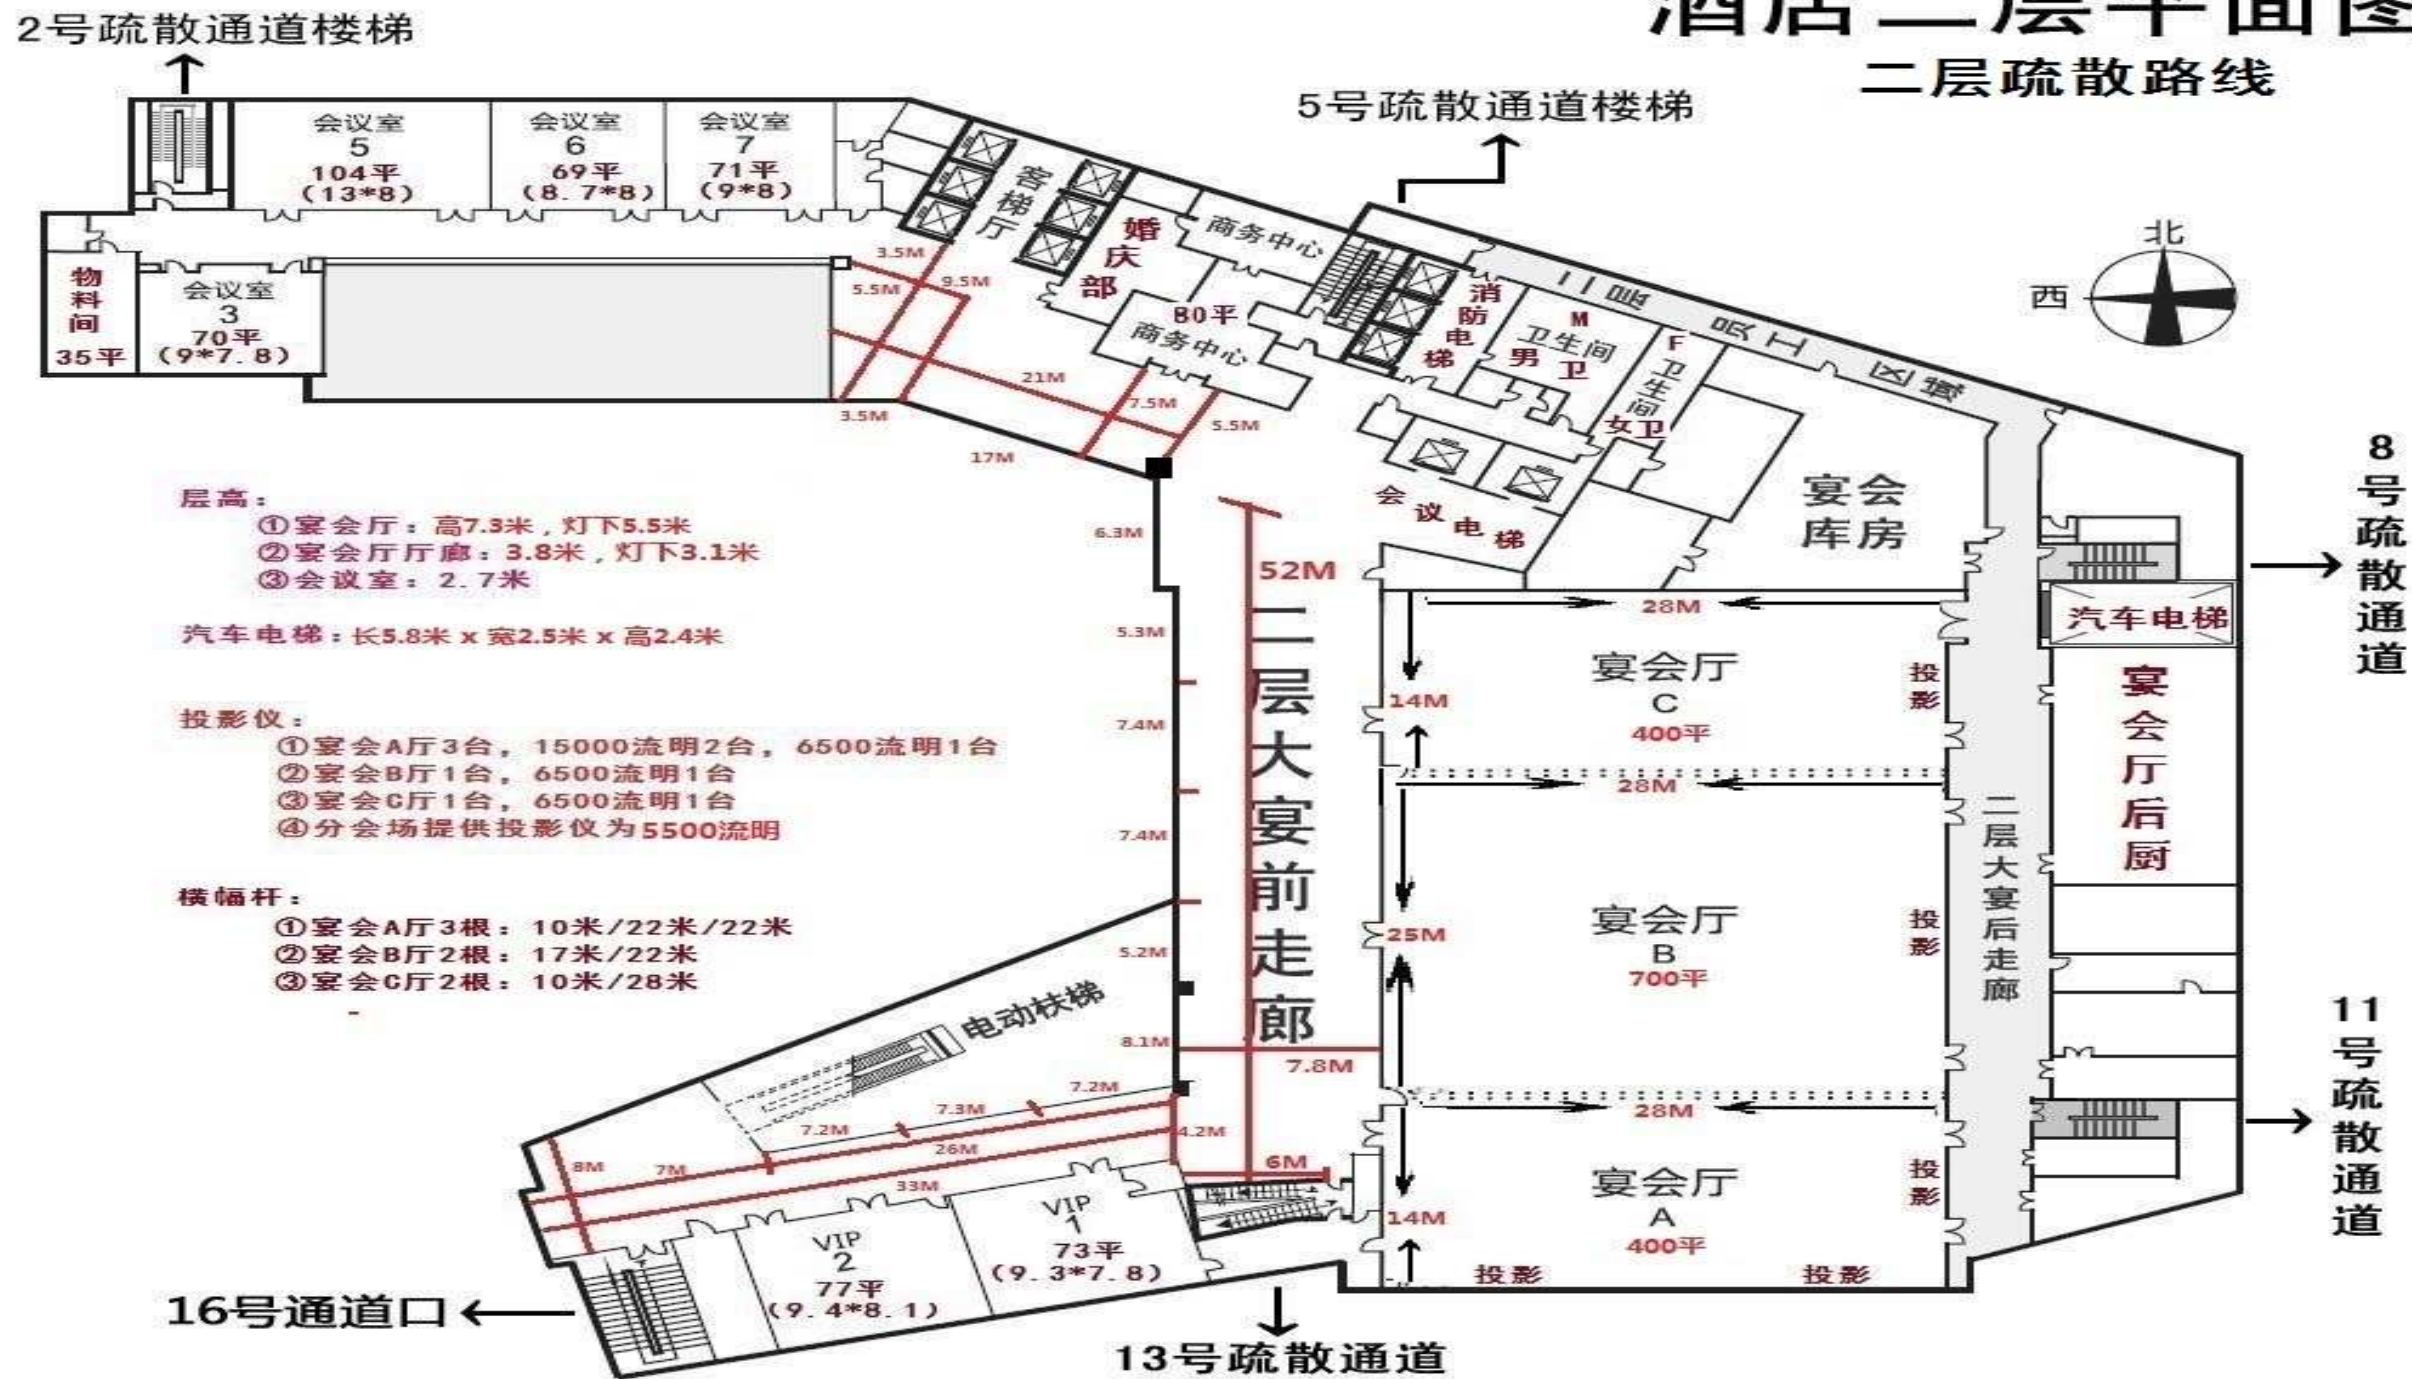 酒店二层平面图
二层疏散路线
2号疏散通道楼梯
5号疏散通道楼梯
会议室
5
104平
(13*8)
会议室
6
69平
(8.7*8)
会议室
7
71平
(9*8)
客梯厅
婚庆部
商务中心
80平
商务中心
消防电梯
M
卫生间
男卫
F
卫生间
女卫
二层员工区域
北
西
物料间
35平
会议室
3
70平
(9*7.8)
3.5M
5.5M
9.5M
21M
7.5M
5.5M
3.5M
17M
会议电梯
宴会
库房
8号疏散通道
汽车电梯
层高：
①宴会厅：高7.3米，灯下5.5米
②宴会厅厅廊：3.8米，灯下3.1米
③会议室：2.7米
汽车电梯：长5.8米 x 宽2.5米 x 高2.4米
投影仪：
①宴会A厅3台，15000流明2台，6500流明1台
②宴会B厅1台，6500流明1台
③宴会C厅1台，6500流明1台
④分会场提供投影仪为5500流明
横幅杆：
①宴会A厅3根：10米/22米/22米
②宴会B厅2根：17米/22米
③宴会C厅2根：10米/28米
6.3M
5.3M
7.4M
7.4M
5.2M
8.1M
52M
二层大宴前走廊
7.8M
28M
宴会厅
C
400平
14M
投影
28M
宴会厅
B
700平
25M
投影
28M
宴会厅
A
400平
14M
投影
投影
投影
二层大宴后走廊
宴会厅后厨
11号疏散通道
电动扶梯
7.2M
7.3M
7.2M
26M
4.2M
8M
7M
33M
6M
VIP
1
73平
(9.3*7.8)
VIP
2
77平
(9.4*8.1)
16号通道口
13号疏散通道